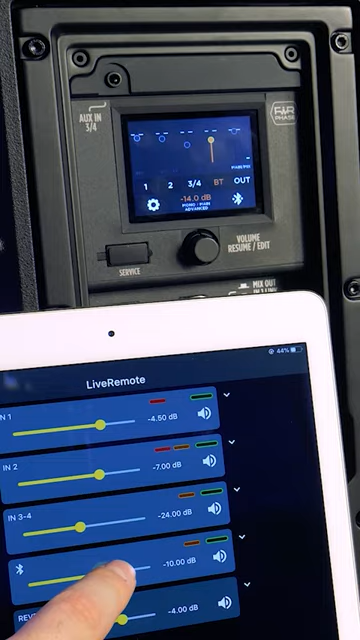 AUX IN
3/4
FiR
PHASE
1 2 3/4 BT OUT
-14.0 dB
MONO : MAIN
ADVANCED
VOLUME
RESUME / EDIT
SERVICE
MIX OUT
44%
LiveRemote
IN 1
-4.50 dB
IN 2
-7.00 dB
IN 3-4
-24.00 dB
-10.00 dB
REV
-4.00 dB